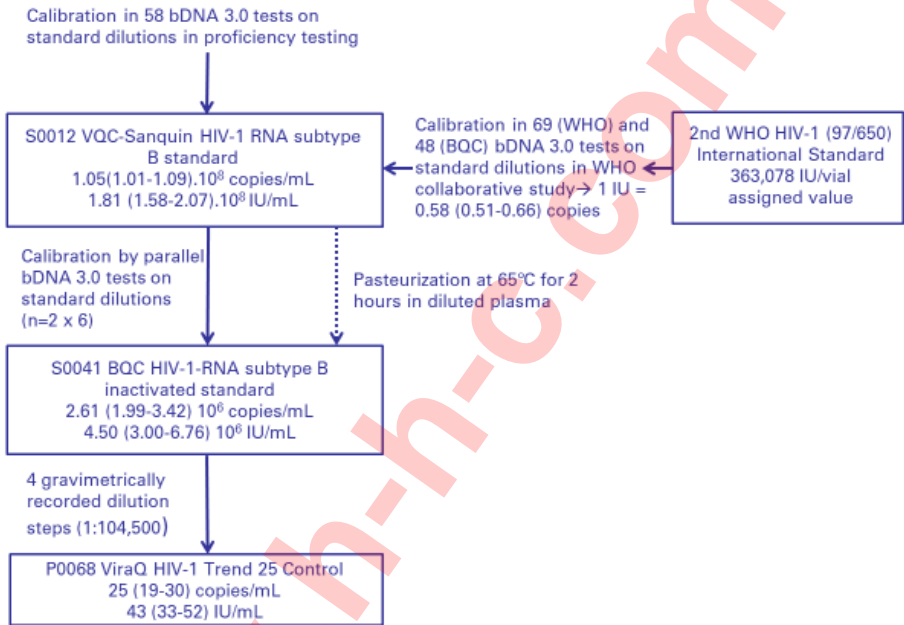 Calibration in 58 bDNA 3.0 tests on
standard dilutions in proficiency testing
S0012 VQC-Sanquin HIV-1 RNA subtype
B standard
1.05(1.01-1.09).10⁸ copies/mL
1.81 (1.58-2.07).10⁸ IU/mL
Calibration in 69 (WHO) and
48 (BQC) bDNA 3.0 tests on
standard dilutions in WHO
collaborative study→ 1 IU =
0.58 (0.51-0.66) copies
2nd WHO HIV-1 (97/650)
International Standard
363,078 IU/vial
assigned value
Calibration by parallel
bDNA 3.0 tests on
standard dilutions
(n=2 x 6)
Pasteurization at 65°C for 2
hours in diluted plasma
S0041 BQC HIV-1-RNA subtype B
inactivated standard
2.61 (1.99-3.42) 10⁶ copies/mL
4.50 (3.00-6.76) 10⁶ IU/mL
4 gravimetrically
recorded dilution
steps (1:104,500)
P0068 ViraQ HIV-1 Trend 25 Control
25 (19-30) copies/mL
43 (33-52) IU/mL
h-h-c.com